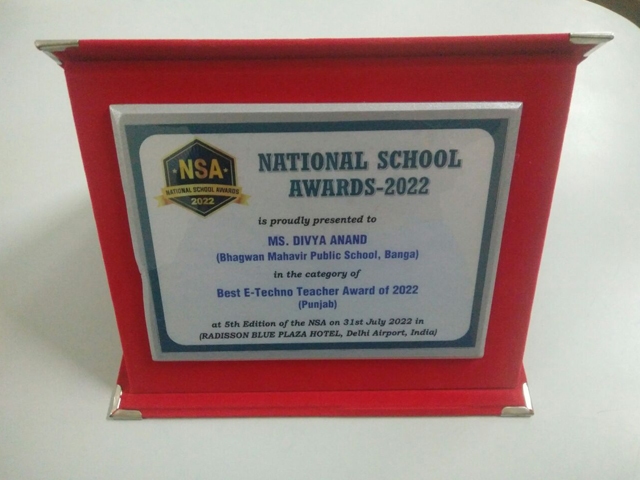 NSA
NATIONAL SCHOOL AWARDS
2022
NATIONAL SCHOOL
AWARDS-2022
is proudly presented to
MS. DIVYA ANAND
(Bhagwan Mahavir Public School, Banga)
in the category of
Best E-Techno Teacher Award of 2022
(Punjab)
at 5th Edition of the NSA on 31st July 2022 in
(RADISSON BLUE PLAZA HOTEL, Delhi Airport, India)